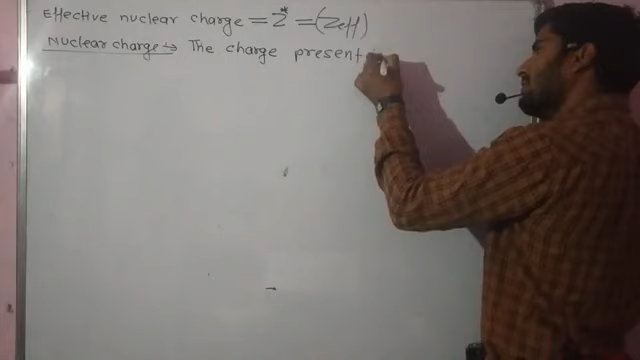 Effective nuclear charge = Z* = (Zeff)
Nuclear charge → The charge present